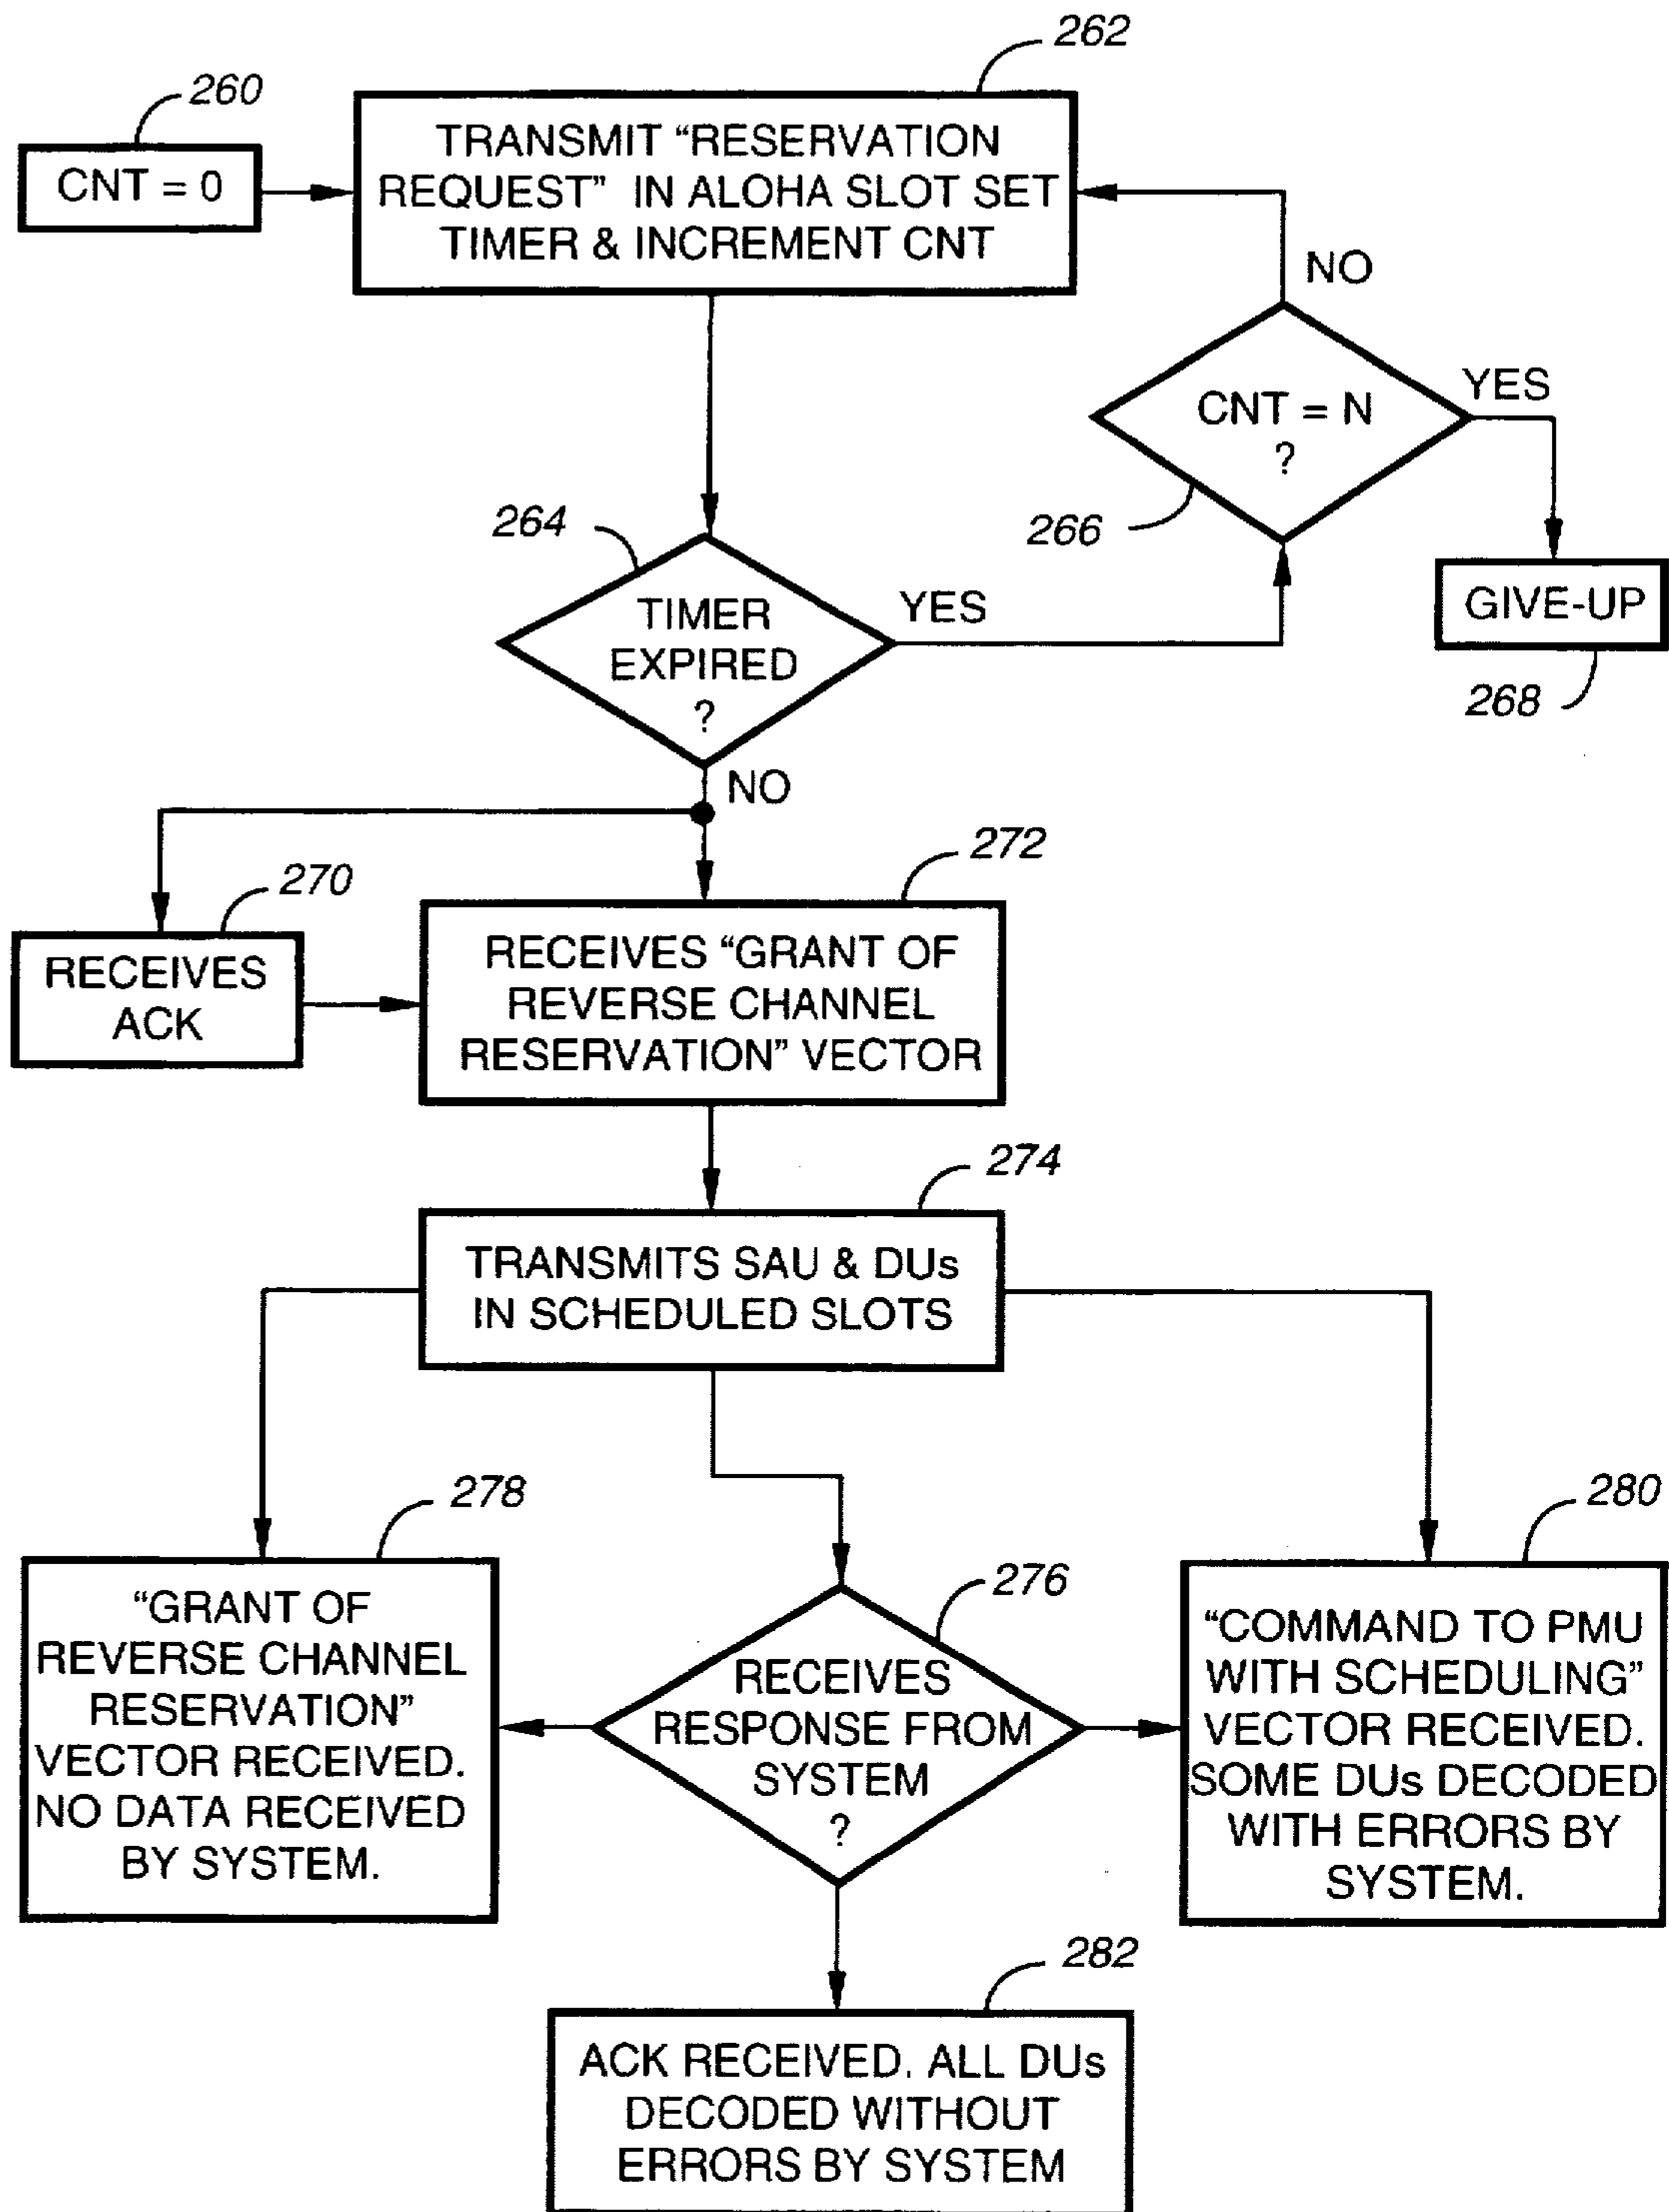 262
260
TRANSMIT “RESERVATION
REQUEST” IN ALOHA SLOT SET
TIMER & INCREMENT CNT
CNT = 0
NO
YES
CNT = N
?
266
264
TIMER
EXPIRED
?
YES
GIVE-UP
268
NO
272
270
RECEIVES
ACK
RECEIVES “GRANT OF
REVERSE CHANNEL
RESERVATION” VECTOR
274
TRANSMITS SAU & DUs
IN SCHEDULED SLOTS
278
276
280
“GRANT OF
REVERSE CHANNEL
RESERVATION”
VECTOR RECEIVED.
NO DATA RECEIVED
BY SYSTEM.
RECEIVES
RESPONSE FROM
SYSTEM
?
“COMMAND TO PMU
WITH SCHEDULING”
VECTOR RECEIVED.
SOME DUs DECODED
WITH ERRORS BY
SYSTEM.
282
ACK RECEIVED. ALL DUs
DECODED WITHOUT
ERRORS BY SYSTEM